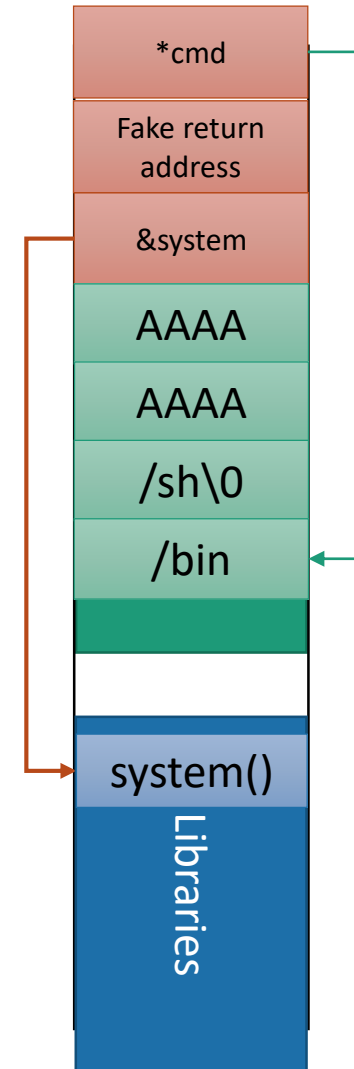 *cmd
Fake return
address
&system
AAAA
AAAA
/sh\0
/bin
system()
Libraries